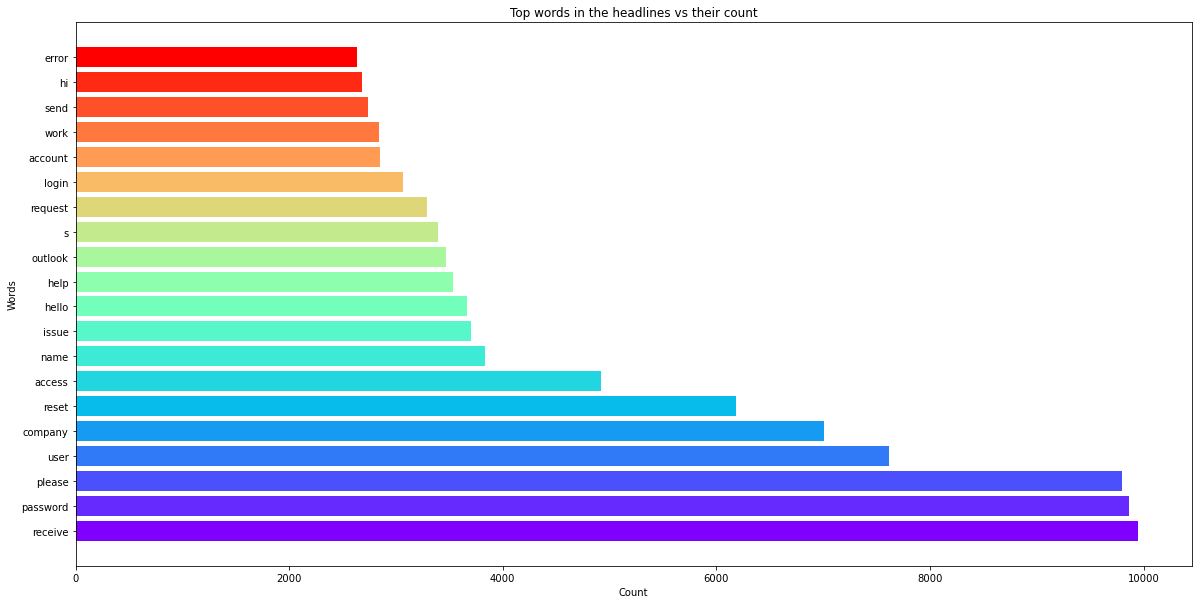 Top words in the headlines vs their count
error
hi
send
work
account
login
request
s
outlook
help
hello
issue
name
access
reset
company
user
please
password
receive
Words
0 2000 4000 6000 8000 10000
Count